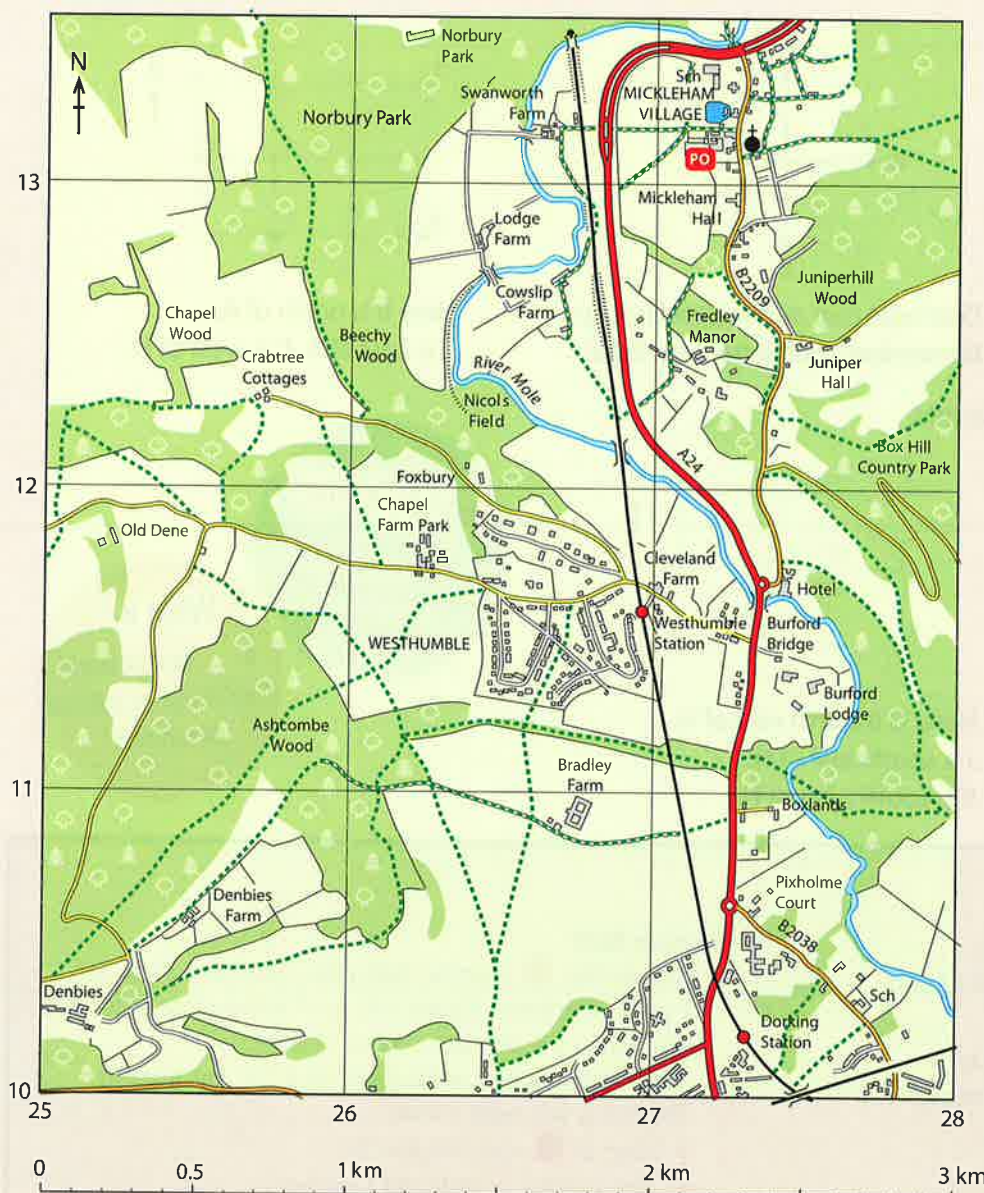 Norbury
Park
N
Sch
MICKLEHAM
VILLAGE
Swanworth
Farm
Norbury Park
PO
13
Mickleham
Hall
Lodge
Farm
B2209
Juniperhill
Wood
Cowslip
Farm
Chapel
Wood
Fredley
Manor
Beechy
Wood
Crabtree
Cottages
Juniper
Hall
River Mole
Nicols
Field
A24
Box Hill
Country Park
12
Foxbury
Chapel
Farm Park
Old Dene
Cleveland
Farm
Hotel
WESTHUMBLE
Westhumble
Station
Burford
Bridge
Burford
Lodge
Ashcombe
Wood
Bradley
Farm
11
Boxlands
Pixholme
Court
Denbies
Farm
B2038
Denbies
Sch
Dorking
Station
10
25
26
27
28
0
0.5
1 km
2 km
3 km